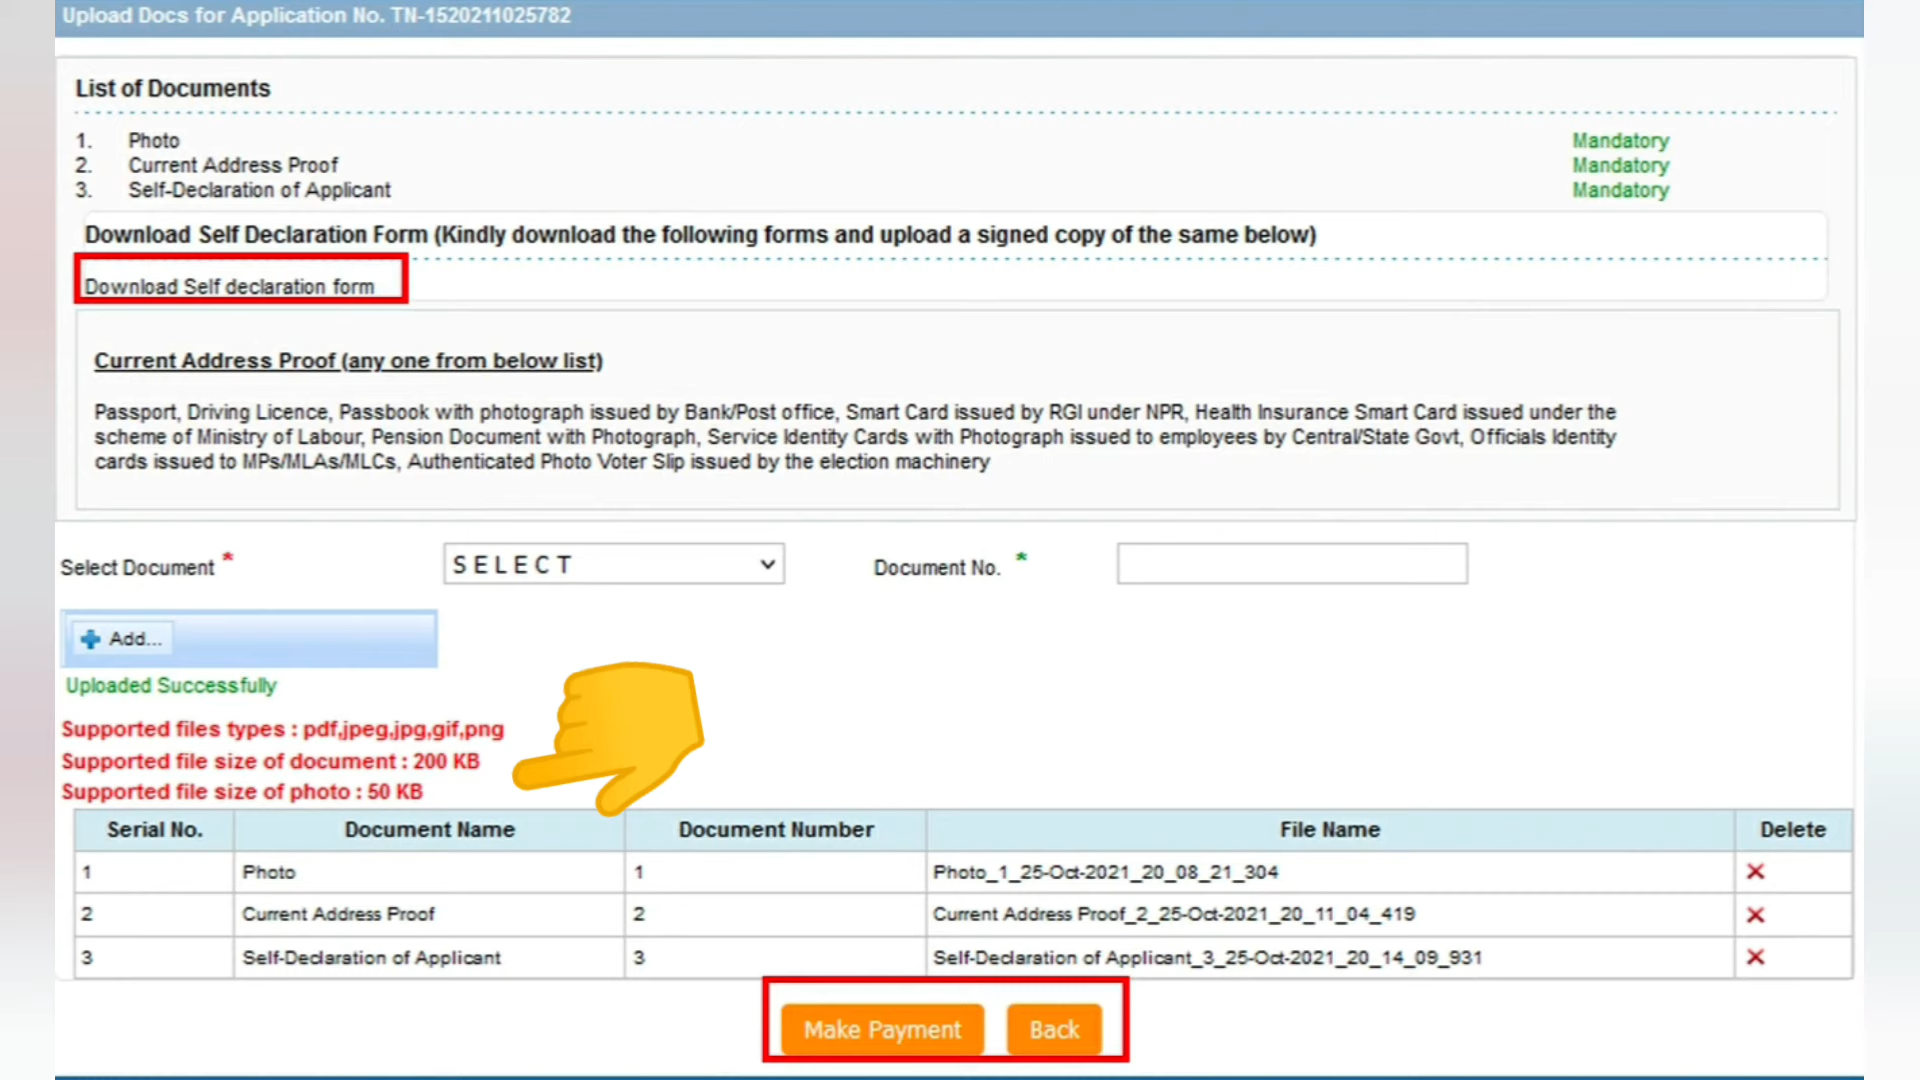 Upload Docs for Application No. TN-1520211025782
List of Documents
1. Photo Mandatory
2. Current Address Proof Mandatory
3. Self-Declaration of Applicant Mandatory
Download Self Declaration Form (Kindly download the following forms and upload a signed copy of the same below)
Download Self declaration form
Current Address Proof (any one from below list)
Passport, Driving Licence, Passbook with photograph issued by Bank/Post office, Smart Card issued by RGI under NPR, Health Insurance Smart Card issued under the
scheme of Ministry of Labour, Pension Document with Photograph, Service Identity Cards with Photograph issued to employees by Central/State Govt, Officials Identity
cards issued to MPs/MLAs/MLCs, Authenticated Photo Voter Slip issued by the election machinery
Select Document * SELECT Document No. *
Add...
Uploaded Successfully
Supported files types : pdf,jpeg,jpg,gif,png
Supported file size of document : 200 KB
Supported file size of photo : 50 KB
Serial No. Document Name Document Number File Name Delete
1 Photo 1 Photo_1_25-Oct-2021_20_08_21_304
2 Current Address Proof 2 Current Address Proof_2_25-Oct-2021_20_11_04_419
3 Self-Declaration of Applicant 3 Self-Declaration of Applicant_3_25-Oct-2021_20_14_09_931
Make Payment Back